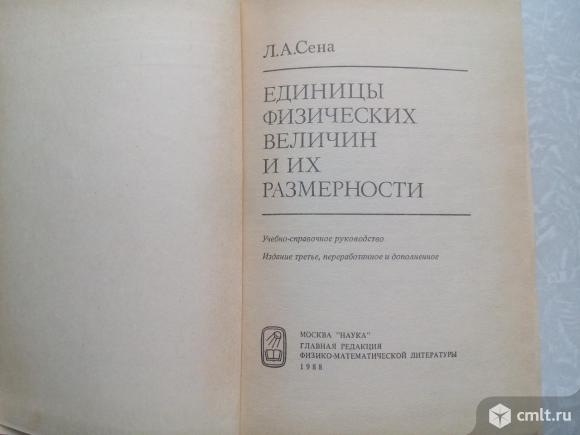 Л.А.Сена
ЕДИНИЦЫ
ФИЗИЧЕСКИХ
ВЕЛИЧИН
И ИХ
РАЗМЕРНОСТИ
Учебно-справочное руководство
Издание третье, переработанное и дополненное
МОСКВА "НАУКА"
ГЛАВНАЯ РЕДАКЦИЯ
ФИЗИКО-МАТЕМАТИЧЕСКОЙ ЛИТЕРАТУРЫ
1988
cmlt.ru